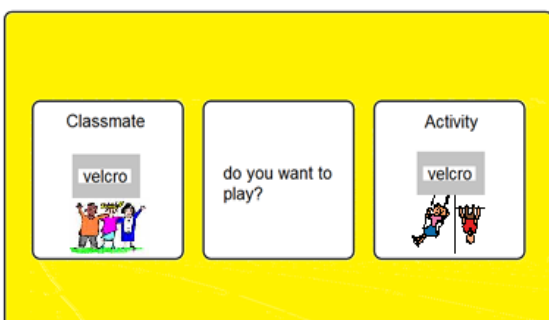 Classmate
velcro
do you want to
play?
Activity
velcro